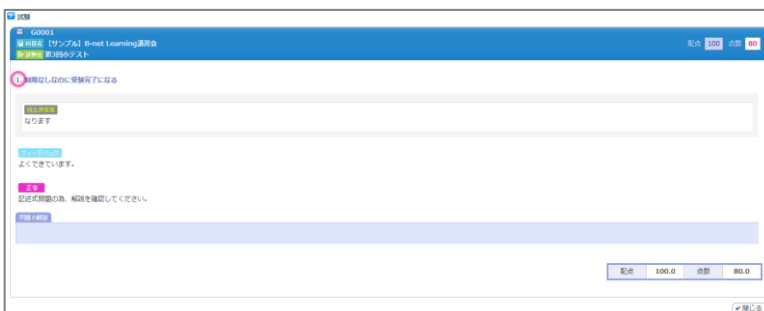 試験
G0001
科目名 【サンプル】B-net Learning講習会
配点 100 点数 80
試験名 第3回小テスト
1. 制限なしなのに受験完了になる
提出用解答
なります
フィードバック
よくできています。
正答
記述式問題の為、解説を確認してください。
問題の解説
配点 100.0 点数 80.0
閉じる